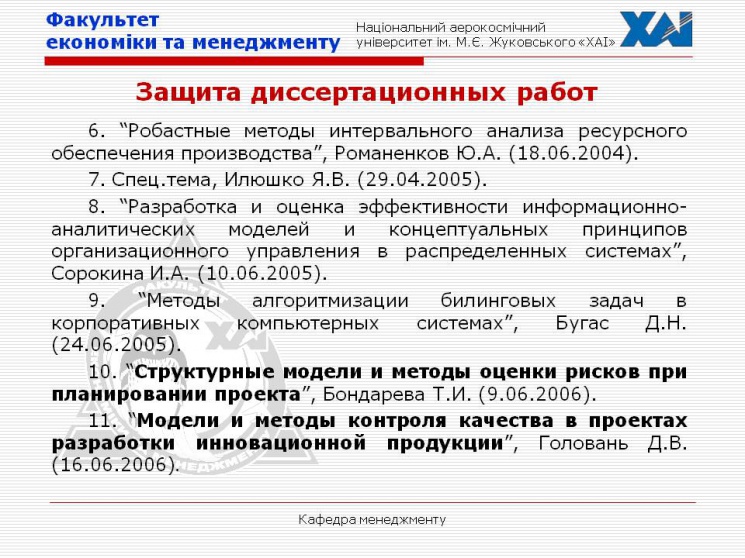 Факультет
економіки та менеджменту
Національний аерокосмічний
університет ім. М.Є. Жуковського «ХАІ»
ХАІ
Защита диссертационных работ
6. “Робастные методы интервального анализа ресурсного
обеспечения производства”, Романенков Ю.А. (18.06.2004).
7. Спец.тема, Илюшко Я.В. (29.04.2005).
8. “Разработка и оценка эффективности информационно-
аналитических моделей и концептуальных принципов
организационного управления в распределенных системах”,
Сорокина И.А. (10.06.2005).
9. “Методы алгоритмизации билинговых задач в
корпоративных компьютерных системах”, Бугас Д.Н.
(24.06.2005).
10. “Структурные модели и методы оценки рисков при
планировании проекта”, Бондарева Т.И. (9.06.2006).
11. “Модели и методы контроля качества в проектах
разработки инновационной продукции”, Головань Д.В.
(16.06.2006).
ФАКУЛЬТЕТ
ХАІ
МЕНЕДЖМЕНТУ
Кафедра менеджменту